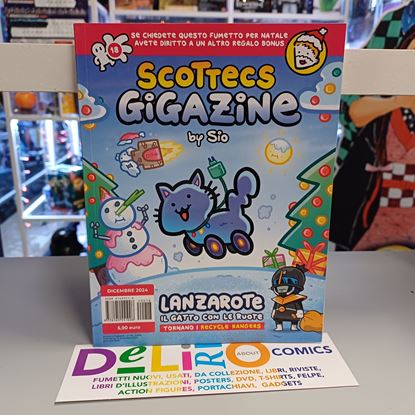 18
SE CHIEDETE QUESTO FUMETTO PER NATALE
AVETE DIRITTO A UN ALTRO REGALO BONUS
SCOTTECS
GIGAZINE
by Sio
DICEMBRE 2024
6,90 euro
LANZAROTE
IL GATTO CON LE RUOTE
TORNANO I RECYCLE RANGERS
DeLiRiO ABOUT COMICS
FUMETTI NUOVI, USATI, DA COLLEZIONE, LIBRI, RIVISTE,
LIBRI D'ILLUSTRAZIONI, POSTERS, DVD, T-SHIRTS, FELPE,
ACTION FIGURES, PORTACHIAVI, GADGETS